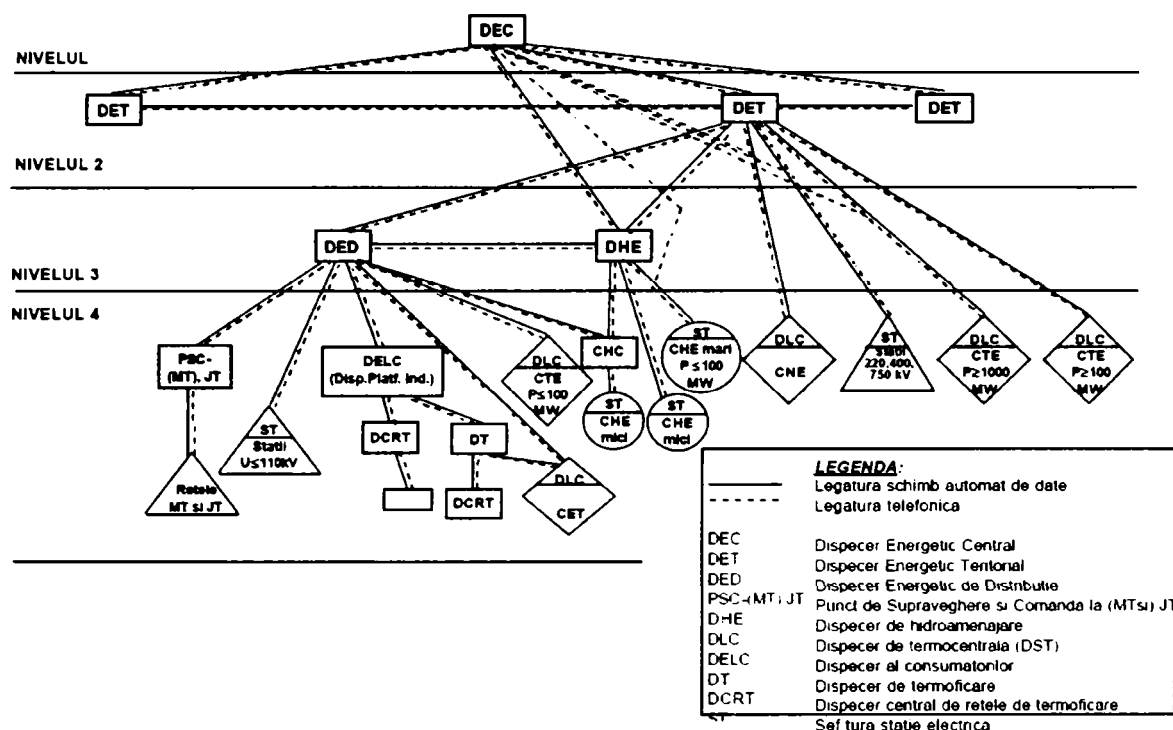 DEC
NIVELUL
DET
DET
DET
NIVELUL 2
DED
DHE
NIVELUL 3
NIVELUL 4
PSC-
(MT), JT
DELC
(Disp.Platf. Ind.)
DLC
CTE
P≤100
MW
CHC
ST
CHE mari
P ≤ 100
MW
DLC
CNE
ST
Statii
220,400,
750 kV
DLC
CTE
P≥1000
MW
DLC
CTE
P≥100
MW
ST
Statii
U≤110kV
DCRT
DT
ST
CHE
mici
ST
CHE
mici
Retele
MT si JT
DCRT
DLC
CET
LEGENDA:
Legatura schimb automat de date
Legatura telefonica
DEC Dispecer Energetic Central
DET Dispecer Energetic Teritorial
DED Dispecer Energetic de Distributie
PSC-(MT) JT Punct de Supraveghere si Comanda la (MTsi) JT
DHE Dispecer de hidroamenajare
DLC Dispecer de termocentrala (DST)
DELC Dispecer al consumatorilor
DT Dispecer de termoficare
DCRT Dispecer central de retele de termoficare
ST Sef tura statie electrica